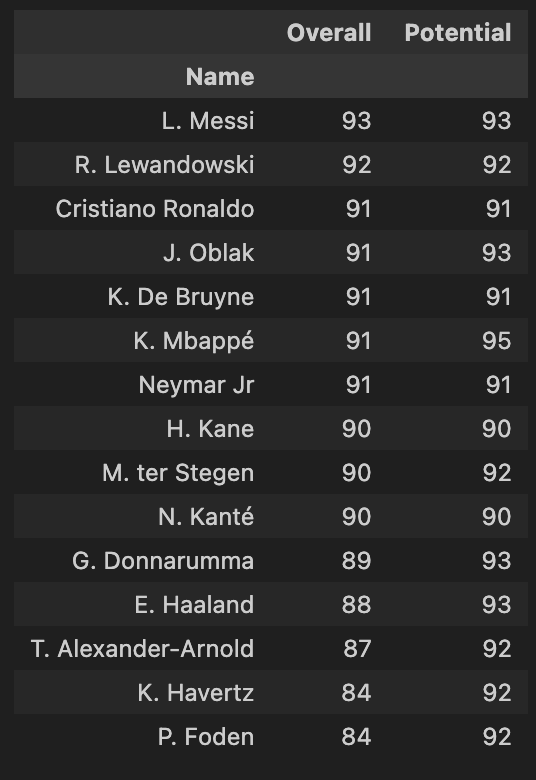 Overall Potential
Name
L. Messi 93 93
R. Lewandowski 92 92
Cristiano Ronaldo 91 91
J. Oblak 91 93
K. De Bruyne 91 91
K. Mbappé 91 95
Neymar Jr 91 91
H. Kane 90 90
M. ter Stegen 90 92
N. Kanté 90 90
G. Donnarumma 89 93
E. Haaland 88 93
T. Alexander-Arnold 87 92
K. Havertz 84 92
P. Foden 84 92